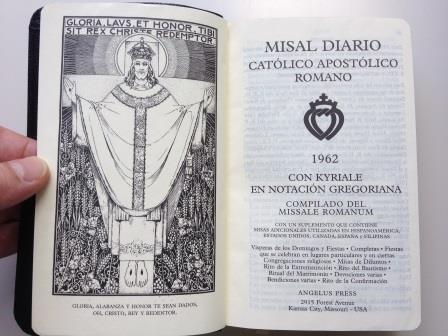 GLORIA, LAVS, ET HONOR TIBI
SIT REX CHRISTE REDEMPTOR
GLORIA, ALABANZA Y HONOR TE SEAN DADOS,
OH, CRISTO, REY Y REDENTOR.
MISAL DIARIO
CATÓLICO APOSTÓLICO
ROMANO
1962
CON KYRIALE
EN NOTACIÓN GREGORIANA
COMPILADO DEL
MISSALE ROMANUM
CON UN SUPLEMENTO QUE CONTIENE
MISAS ADICIONALES UTILIZADAS EN HISPANOAMÉRICA,
ESTADOS UNIDOS, CANADA, ESPAÑA y FILIPINAS
Vísperas de los Domingos y Fiestas • Completas • Fiestas
que se celebran en lugares particulares y en ciertas
Congregaciones religiosos • Misas de Difuntos •
Rito de la Extremaunción • Rito del Bautismo •
Ritual del Matrimonio • Devociones varias •
Bendiciones varias • Rito de la Confirmación
ANGELUS PRESS
2915 Forest Avenue
Kansas City, Missouri - USA